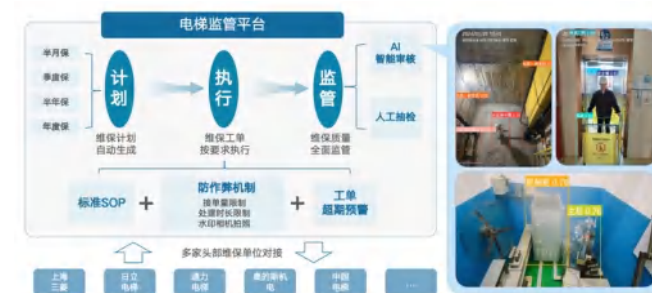 电梯监管平台
半月保
季度保
半年保
年度保
计划
执行
监管
AI
智能审核
人工抽检
维保计划
自动生成
维保工单
按要求执行
维保质量
全面监管
标准SOP
+
防作弊机制
接单量限制
处理时长限制
水印相机拍照
+
工单
超期预警
多家头部维保单位对接
上海
三菱
日立
电梯
通力
电梯
奥的斯机
电
中国
电梯
……